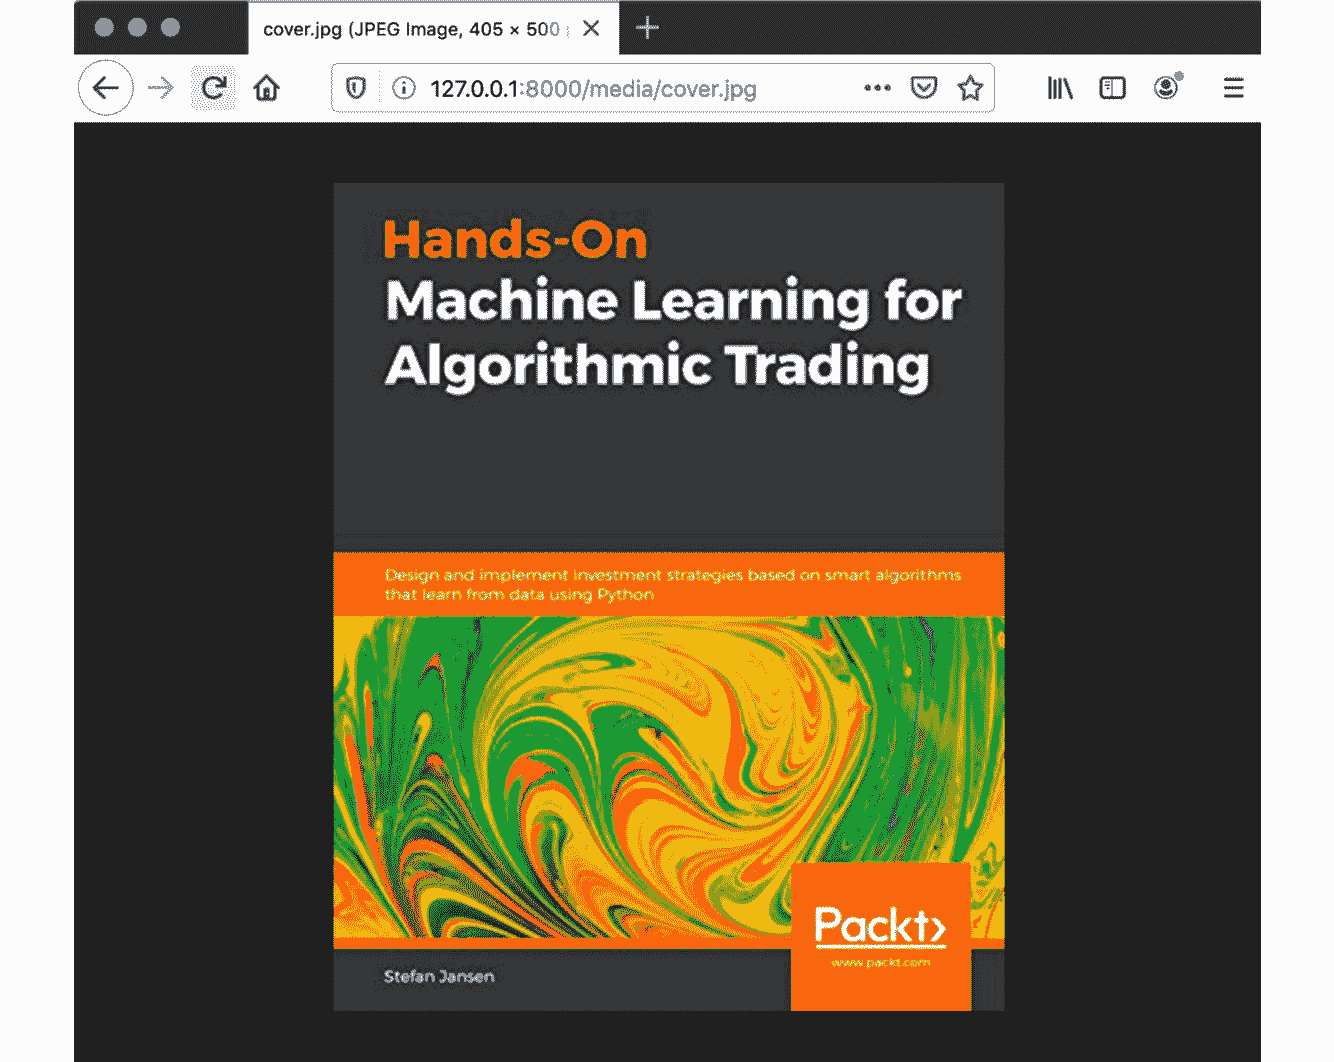 cover.jpg (JPEG Image, 405 × 500
127.0.0.1:8000/media/cover.jpg
Hands-On
Machine Learning for
Algorithmic Trading
Design and implement investment strategies based on smart algorithms
that learn from data using Python
Packt>
www.packt.com
Stefan Jansen